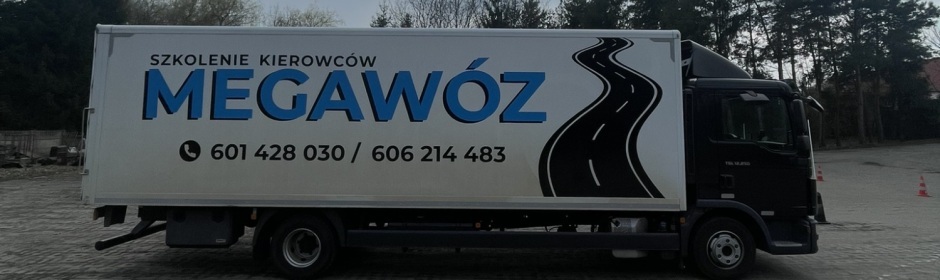 SZKOLENIE KIEROWCÓW
MEGAWÓZ
601 428 030 / 606 214 483